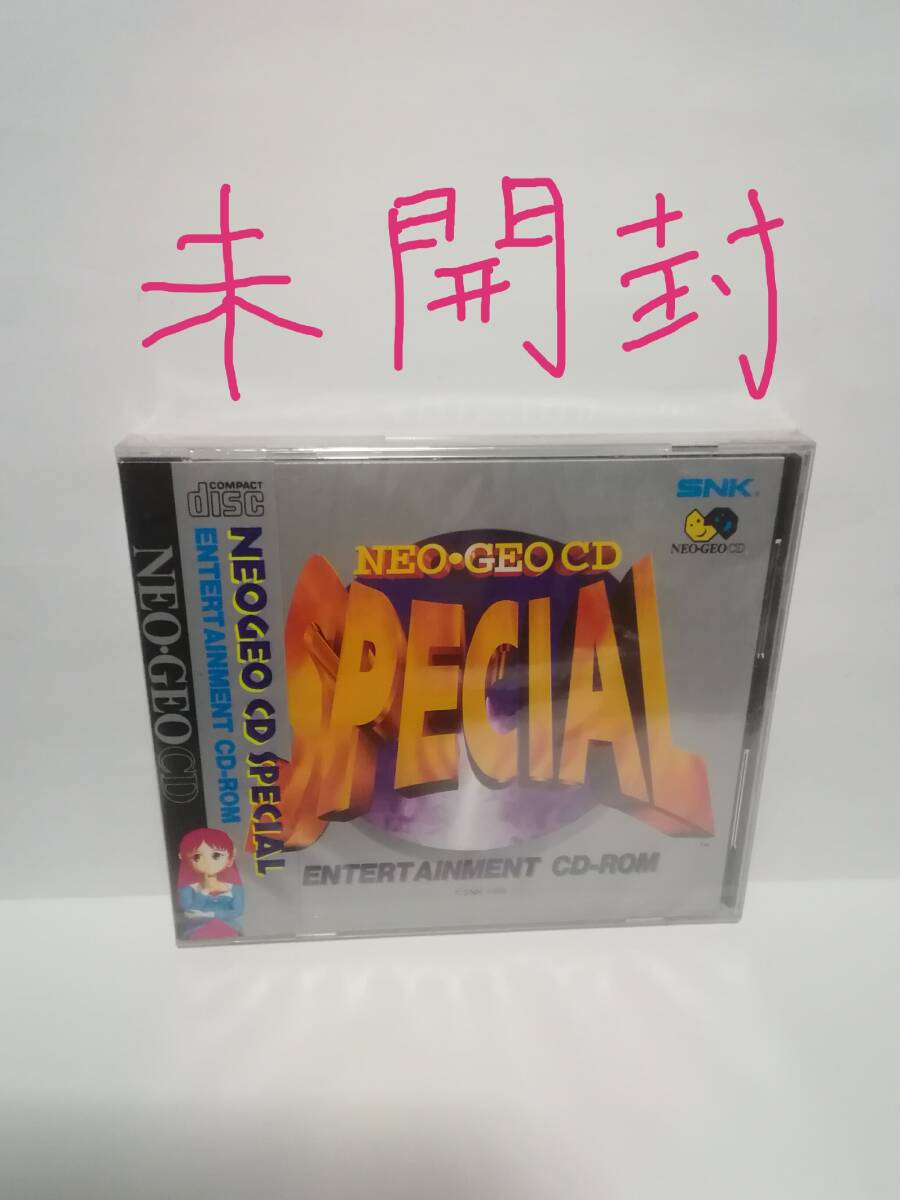 未開封
COMPACT
disc
NEO•GEO CD
NEOGEO CD SPECIAL
ENTERTAINMENT CD-ROM
SNK®
NEO•GEO CD
NEO•GEO CD
SPECIAL
™
ENTERTAINMENT CD-ROM